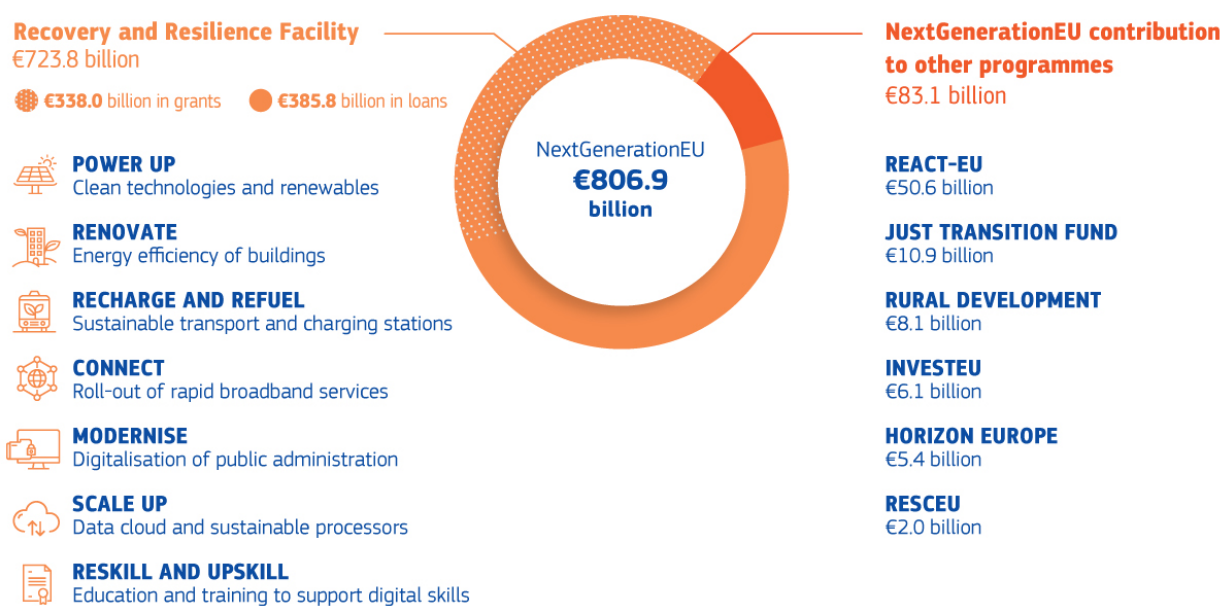 Recovery and Resilience Facility
€723.8 billion
€338.0 billion in grants
€385.8 billion in loans
POWER UP
Clean technologies and renewables
RENOVATE
Energy efficiency of buildings
RECHARGE AND REFUEL
Sustainable transport and charging stations
CONNECT
Roll-out of rapid broadband services
MODERNISE
Digitalisation of public administration
SCALE UP
Data cloud and sustainable processors
RESKILL AND UPSKILL
Education and training to support digital skills
NextGenerationEU
€806.9
billion
NextGenerationEU contribution
to other programmes
€83.1 billion
REACT-EU
€50.6 billion
JUST TRANSITION FUND
€10.9 billion
RURAL DEVELOPMENT
€8.1 billion
INVESTEU
€6.1 billion
HORIZON EUROPE
€5.4 billion
RESCEU
€2.0 billion